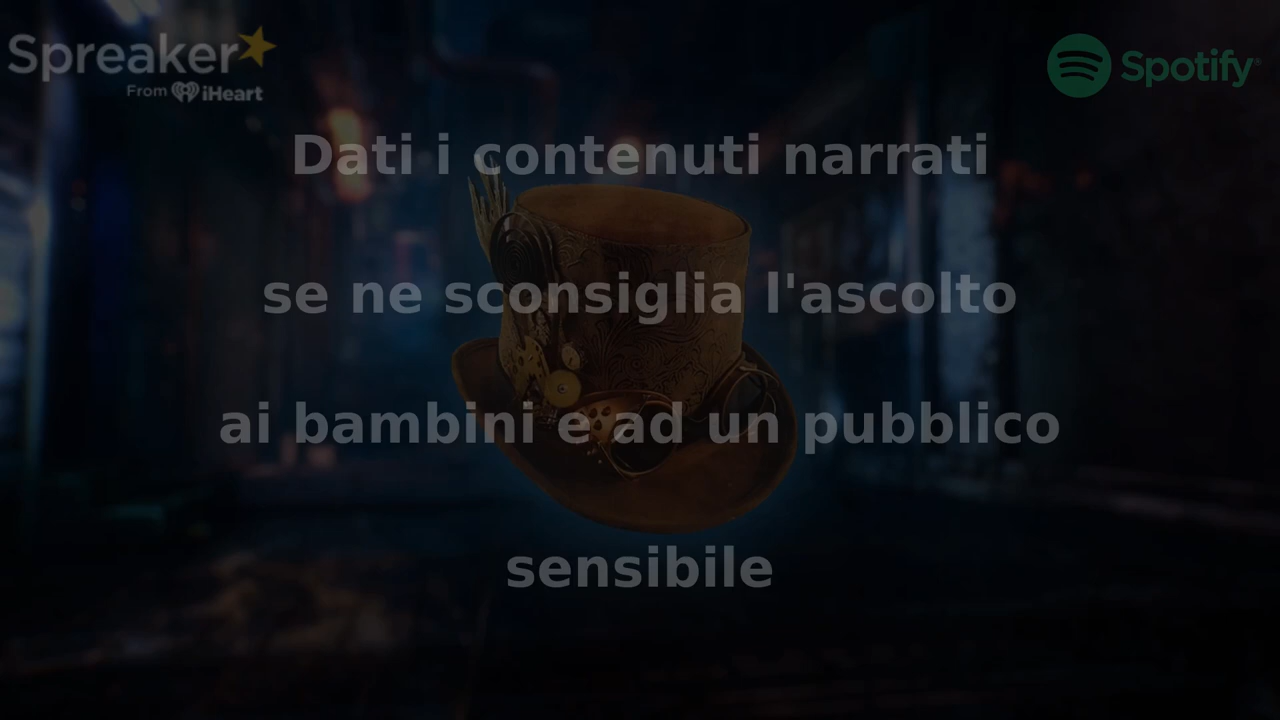 Spreaker
From iHeart
Spotify
Dati i contenuti narrati
se ne sconsiglia l'ascolto
ai bambini e ad un pubblico
sensibile